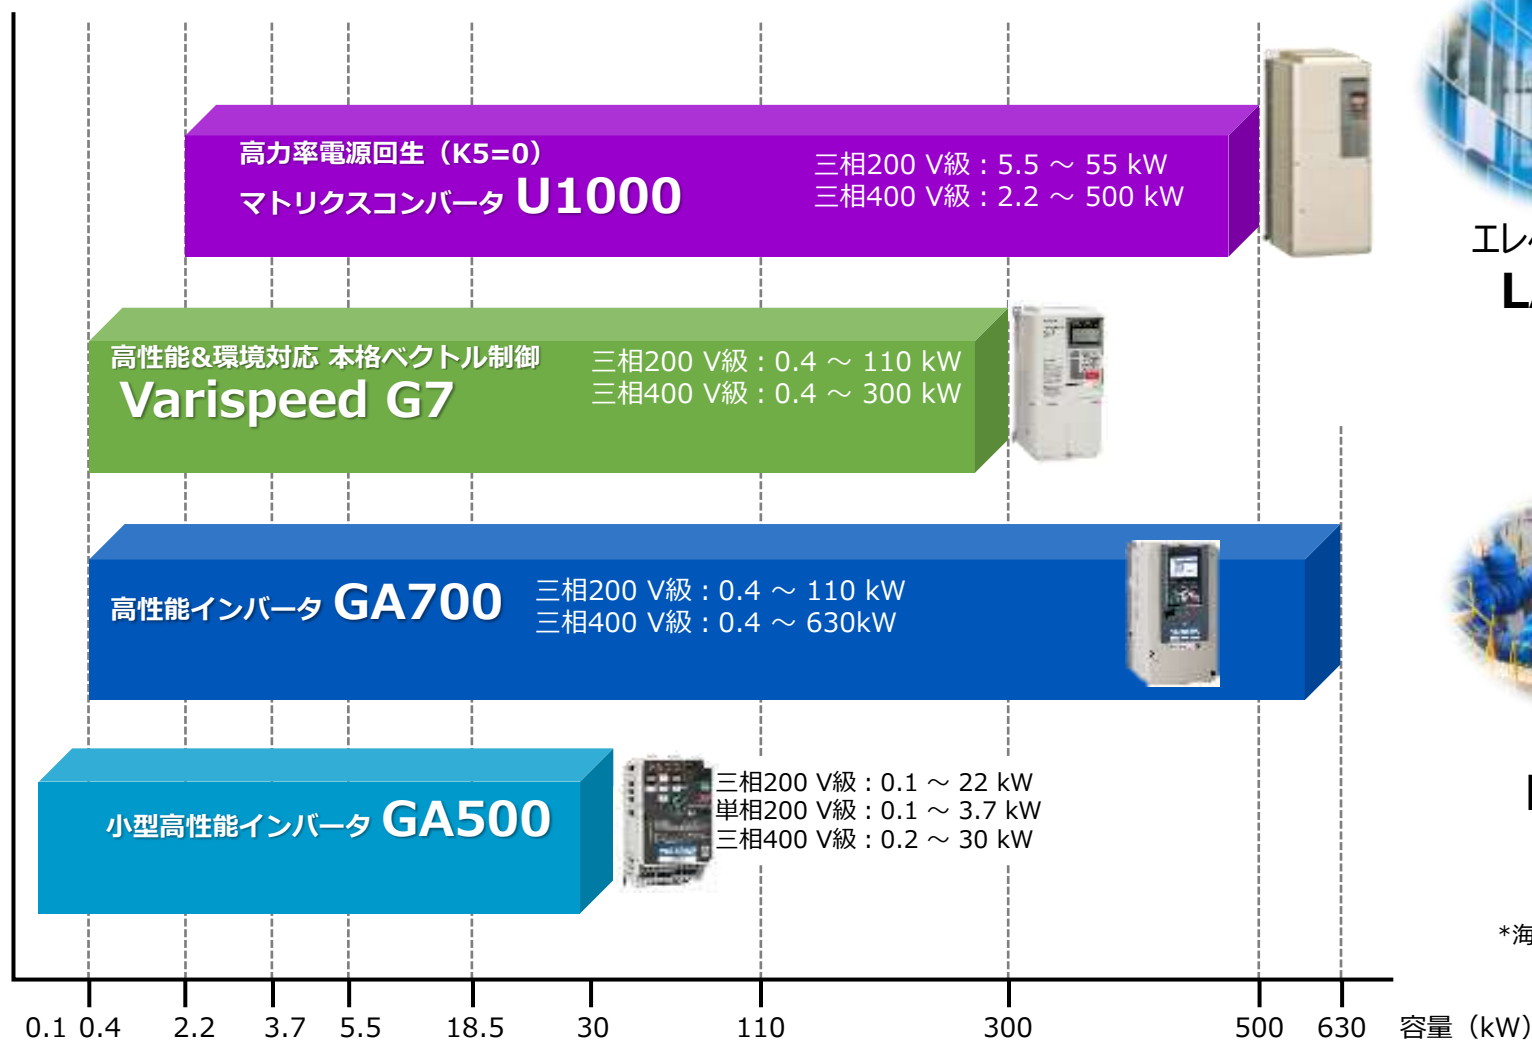 高力率電源回生（K5=0）
マトリクスコンバータ U1000
三相200 V級：5.5 ～ 55 kW
三相400 V級：2.2 ～ 500 kW
高性能&環境対応 本格ベクトル制御
Varispeed G7
三相200 V級：0.4 ～ 110 kW
三相400 V級：0.4 ～ 300 kW
高性能インバータ GA700
三相200 V級：0.4 ～ 110 kW
三相400 V級：0.4 ～ 630kW
小型高性能インバータ GA500
三相200 V級：0.1 ～ 22 kW
単相200 V級：0.1 ～ 3.7 kW
三相400 V級：0.2 ～ 30 kW
0.1 0.4 2.2 3.7 5.5 18.5 30 110 300 500 630 容量（kW）
エレ
L
*海